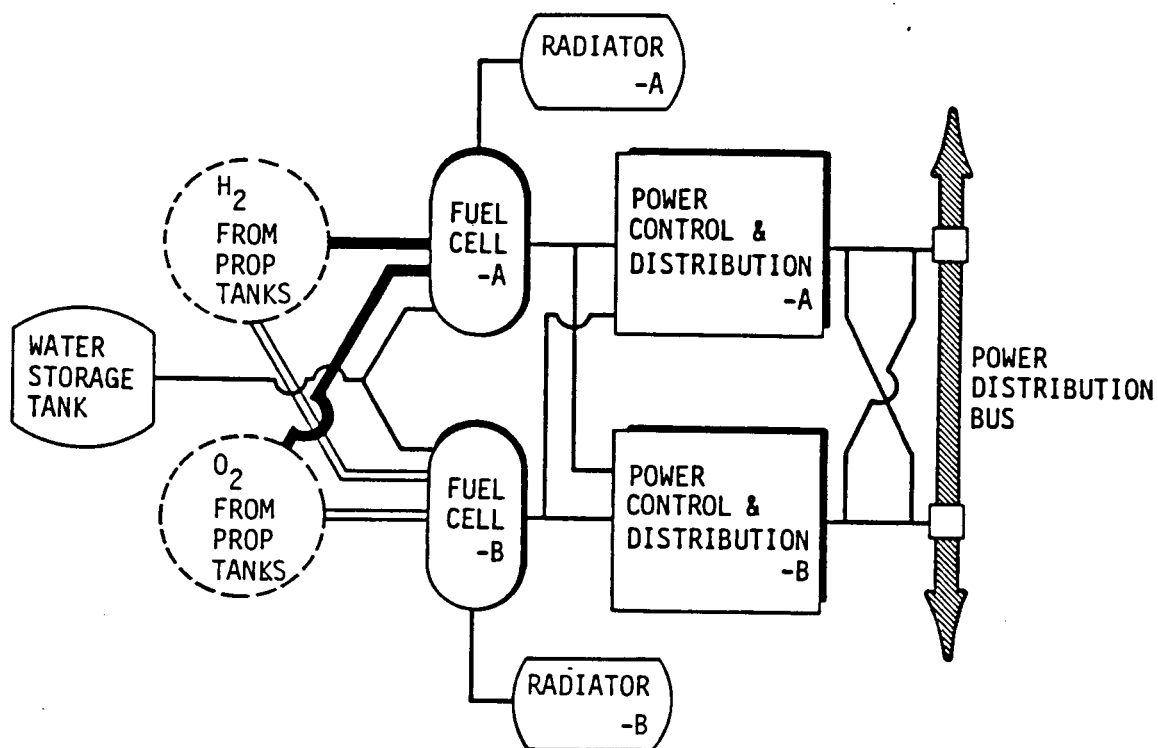 RADIATOR
-A
H2
FROM
PROP
TANKS
FUEL
CELL
-A
POWER
CONTROL &
DISTRIBUTION
-A
WATER
STORAGE
TANK
POWER
DISTRIBUTION
BUS
O2
FROM
PROP
TANKS
FUEL
CELL
-B
POWER
CONTROL &
DISTRIBUTION
-B
RADIATOR
-B